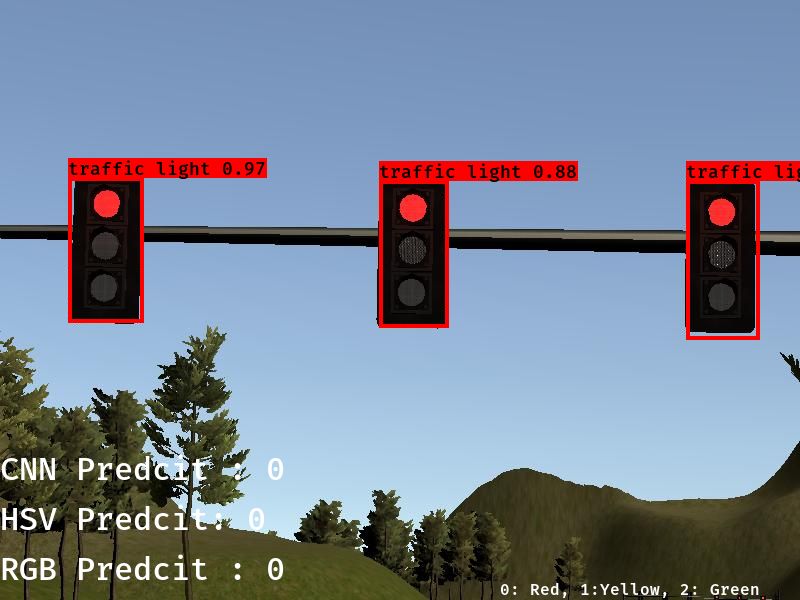 traffic light 0.97
traffic light 0.88
traffic lig
CNN Predcit : 0
HSV Predcit: 0
RGB Predcit : 0
0: Red, 1:Yellow, 2: Green